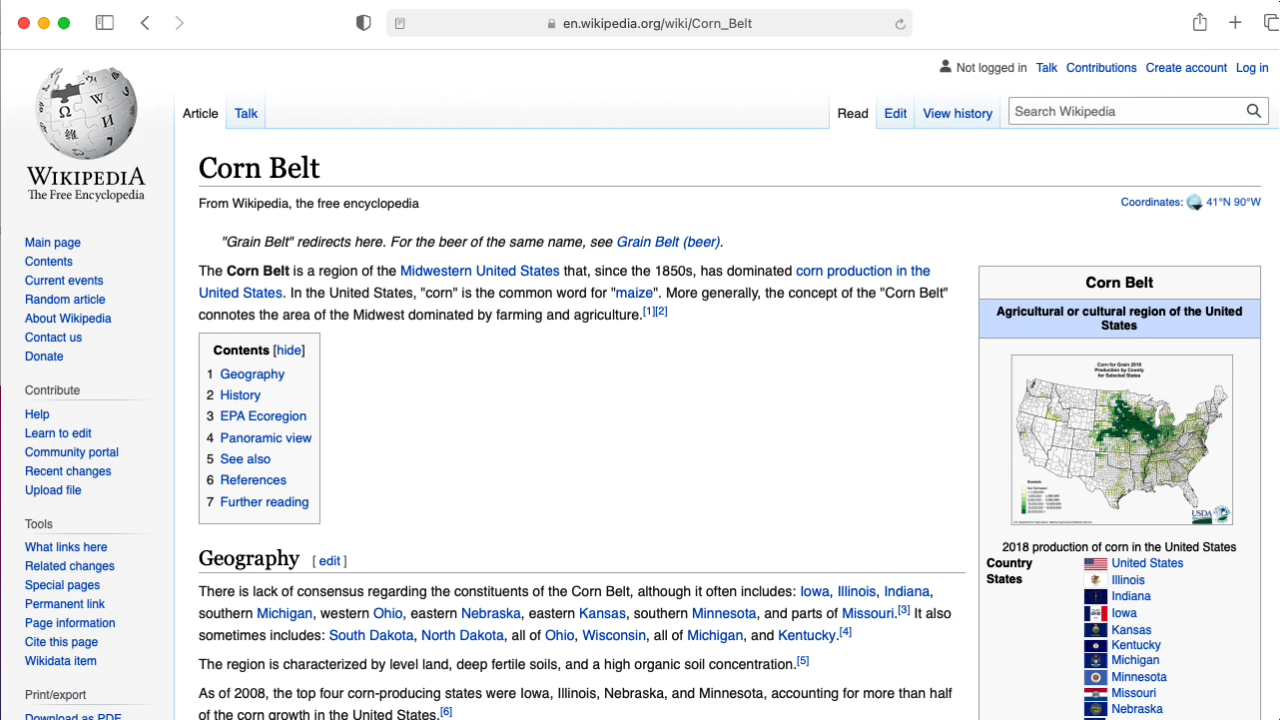 en.wikipedia.org/wiki/Corn_Belt
Not logged in Talk Contributions Create account Log in
Article Talk Read Edit View history Search Wikipedia
WIKIPEDIA
The Free Encyclopedia
Main page
Contents
Current events
Random article
About Wikipedia
Contact us
Donate
Contribute
Help
Learn to edit
Community portal
Recent changes
Upload file
Tools
What links here
Related changes
Special pages
Permanent link
Page information
Cite this page
Wikidata item
Print/export
Download as PDF
Corn Belt
From Wikipedia, the free encyclopedia
Coordinates: 41°N 90°W
"Grain Belt" redirects here. For the beer of the same name, see Grain Belt (beer).
The Corn Belt is a region of the Midwestern United States that, since the 1850s, has dominated corn production in the
United States. In the United States, "corn" is the common word for "maize". More generally, the concept of the "Corn Belt"
connotes the area of the Midwest dominated by farming and agriculture.[1][2]
Contents [hide]
1 Geography
2 History
3 EPA Ecoregion
4 Panoramic view
5 See also
6 References
7 Further reading
Geography [ edit ]
There is lack of consensus regarding the constituents of the Corn Belt, although it often includes: Iowa, Illinois, Indiana,
southern Michigan, western Ohio, eastern Nebraska, eastern Kansas, southern Minnesota, and parts of Missouri.[3] It also
sometimes includes: South Dakota, North Dakota, all of Ohio, Wisconsin, all of Michigan, and Kentucky.[4]
The region is characterized by level land, deep fertile soils, and a high organic soil concentration.[5]
As of 2008, the top four corn-producing states were Iowa, Illinois, Nebraska, and Minnesota, accounting for more than half
of the corn growth in the United States.[6]
Corn Belt
Agricultural or cultural region of the United
States
Corn for Grain 2018
Production by County
for Selected States
USDA
2018 production of corn in the United States
Country United States
States Illinois
Indiana
Iowa
Kansas
Kentucky
Michigan
Minnesota
Missouri
Nebraska